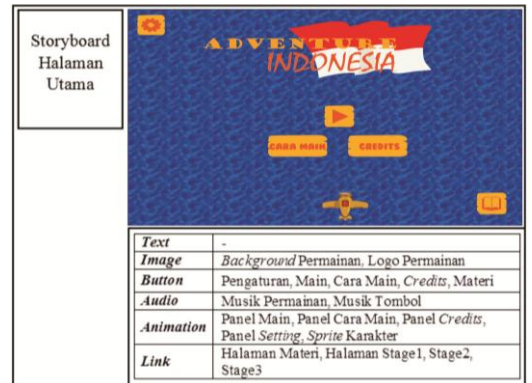 Storyboard
Halaman
Utama
ADVENTURE
INDONESIA
CARA MAIN
CREDITS
Text -
Image Background Permainan, Logo Permainan
Button Pengaturan, Main, Cara Main, Credits, Materi
Audio Musik Permainan, Musik Tombol
Animation Panel Main, Panel Cara Main, Panel Credits,
Panel Setting, Sprite Karakter
Link Halaman Materi, Halaman Stage1, Stage2,
Stage3